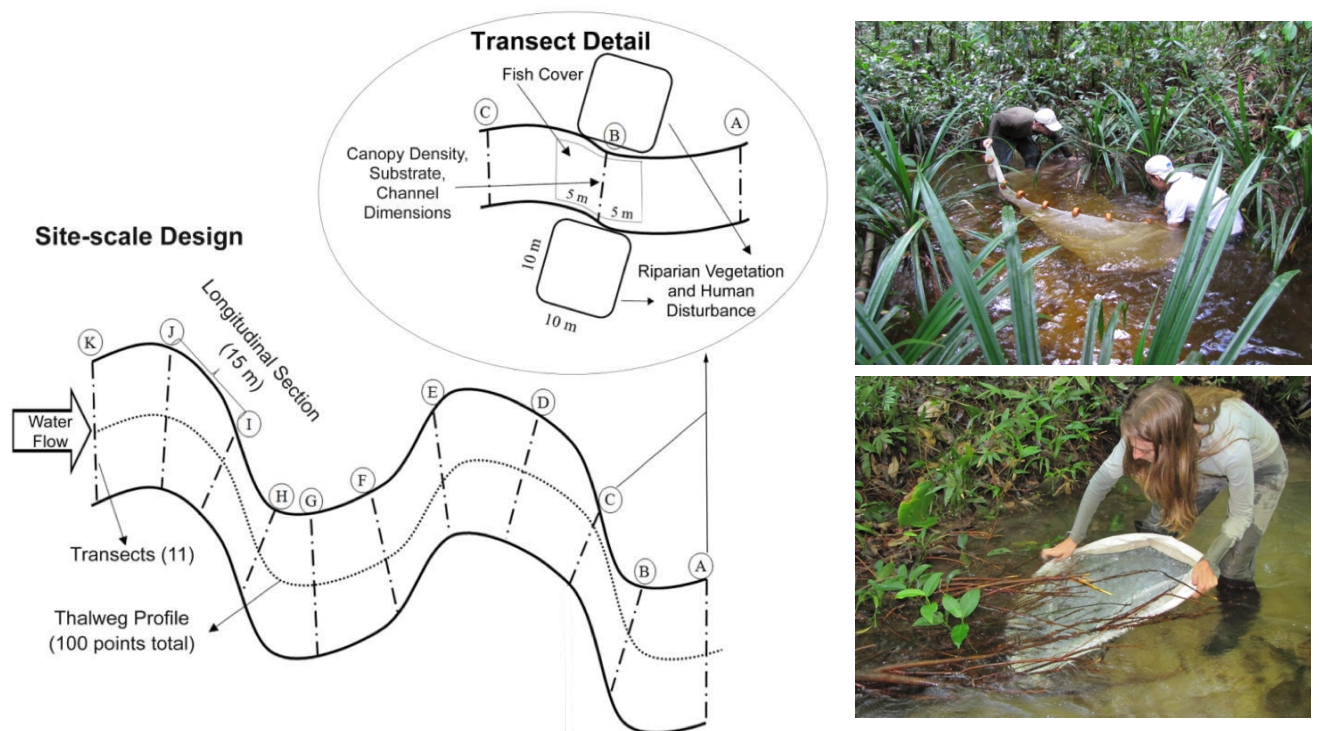 Transect Detail
Fish Cover
C
B
A
Canopy Density,
Substrate,
Channel
Dimensions
5 m
5 m
10 m
10 m
Riparian Vegetation
and Human
Disturbance
Site-scale Design
Longitudinal Section
(15 m)
K
J
I
H
G
F
E
D
C
B
A
Water
Flow
Transects (11)
Thalweg Profile
(100 points total)